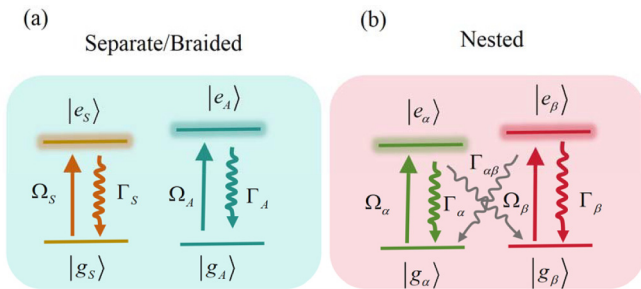 (a) Separate/Braided
|e_S⟩ |e_A⟩
Ω_S Γ_S Ω_A Γ_A
|g_S⟩ |g_A⟩
(b) Nested
|e_α⟩ |e_β⟩
Γ_αβ
Ω_α Γ_α Ω_β Γ_β
|g_α⟩ |g_β⟩